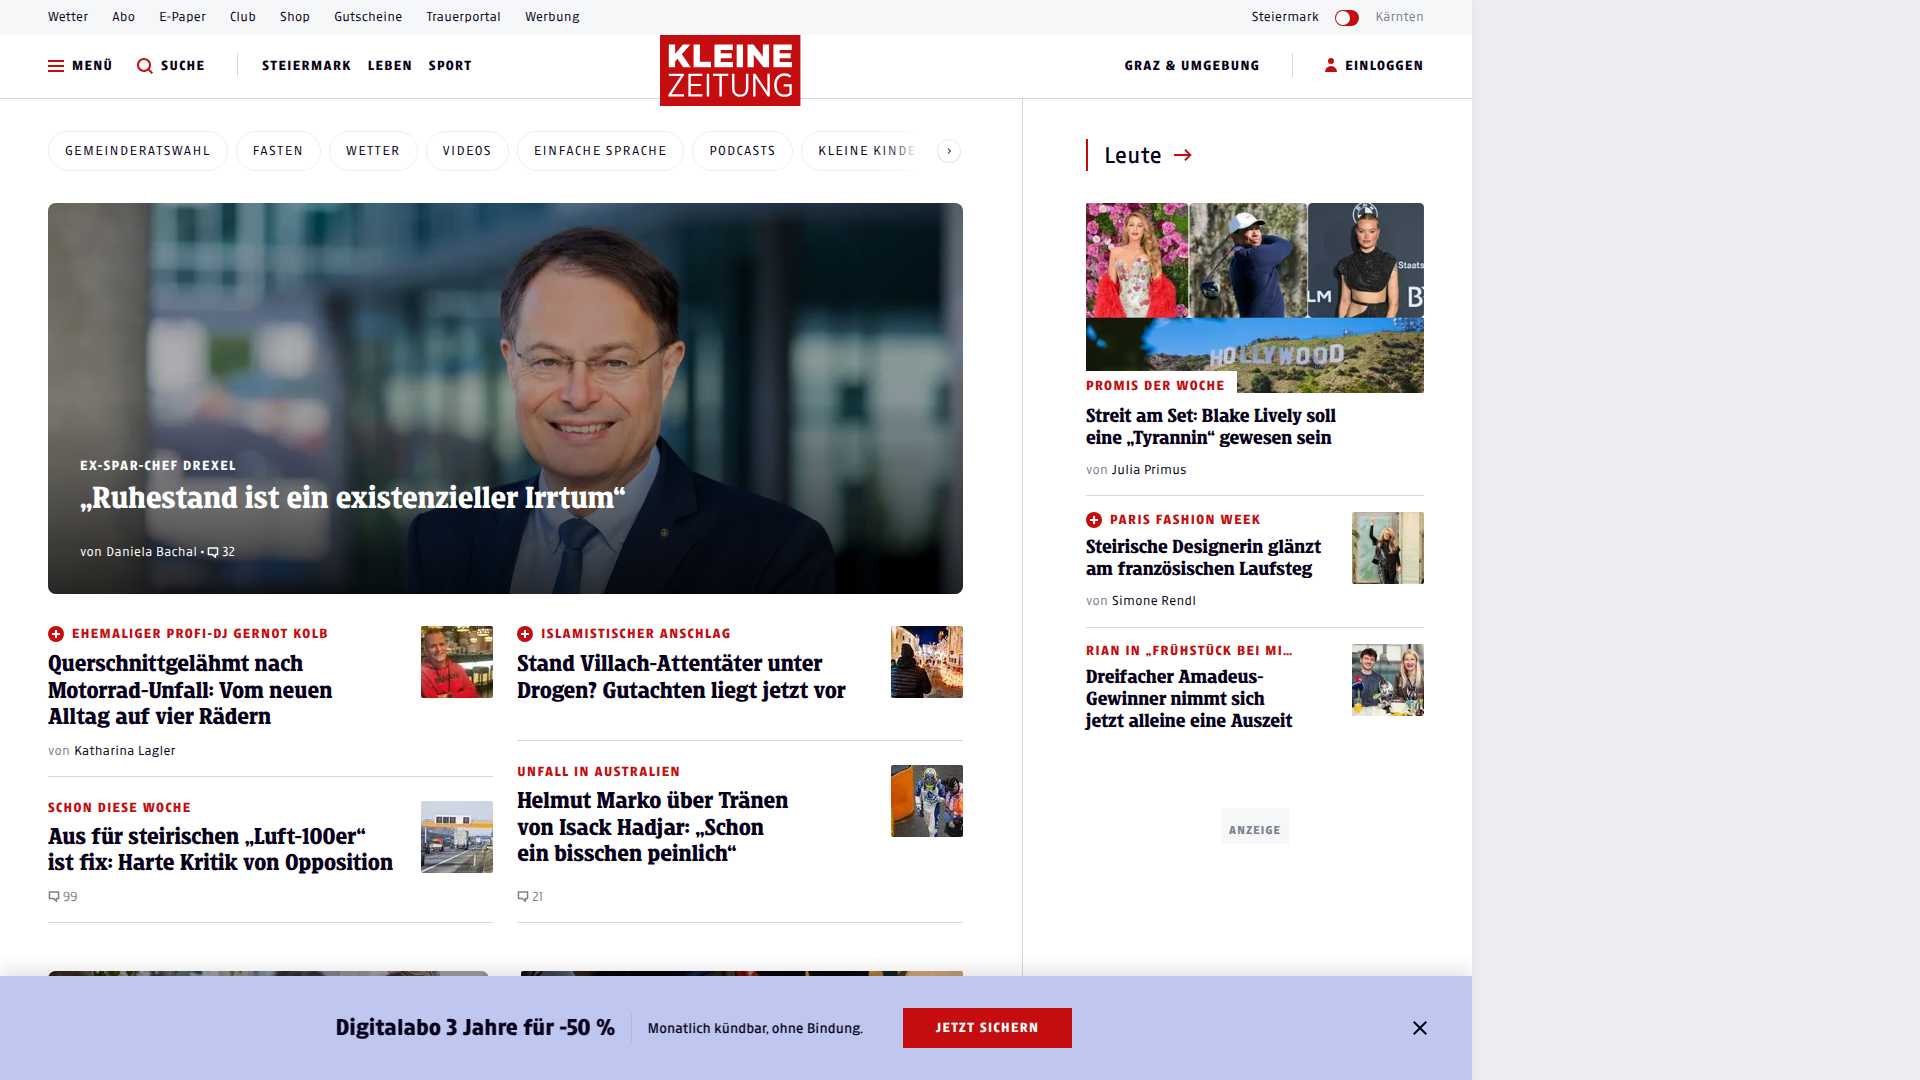 Wetter Abo E-Paper Club Shop Gutscheine Trauerportal Werbung Steiermark Kärnten
MENÜ SUCHE STEIERMARK LEBEN SPORT KLEINE ZEITUNG GRAZ & UMGEBUNG EINLOGGEN
GEMEINDERATSWAHL FASTEN WETTER VIDEOS EINFACHE SPRACHE PODCASTS KLEINE KINDE
EX-SPAR-CHEF DREXEL
„Ruhestand ist ein existenzieller Irrtum“
von Daniela Bachal • 32
EHEMALIGER PROFI-DJ GERNOT KOLB
Querschnittgelähmt nach
Motorrad-Unfall: Vom neuen
Alltag auf vier Rädern
von Katharina Lagler
SCHON DIESE WOCHE
Aus für steirischen „Luft-100er“
ist fix: Harte Kritik von Opposition
99
ISLAMISTISCHER ANSCHLAG
Stand Villach-Attentäter unter
Drogen? Gutachten liegt jetzt vor
UNFALL IN AUSTRALIEN
Helmut Marko über Tränen
von Isack Hadjar: „Schon
ein bisschen peinlich“
21
Leute
Staats
LM
HOLLYWOOD
PROMIS DER WOCHE
Streit am Set: Blake Lively soll
eine „Tyrannin“ gewesen sein
von Julia Primus
PARIS FASHION WEEK
Steirische Designerin glänzt
am französischen Laufsteg
von Simone Rendl
RIAN IN „FRÜHSTÜCK BEI MI...
Dreifacher Amadeus-
Gewinner nimmt sich
jetzt alleine eine Auszeit
ANZEIGE
Digitalabo 3 Jahre für -50 % Monatlich kündbar, ohne Bindung. JETZT SICHERN